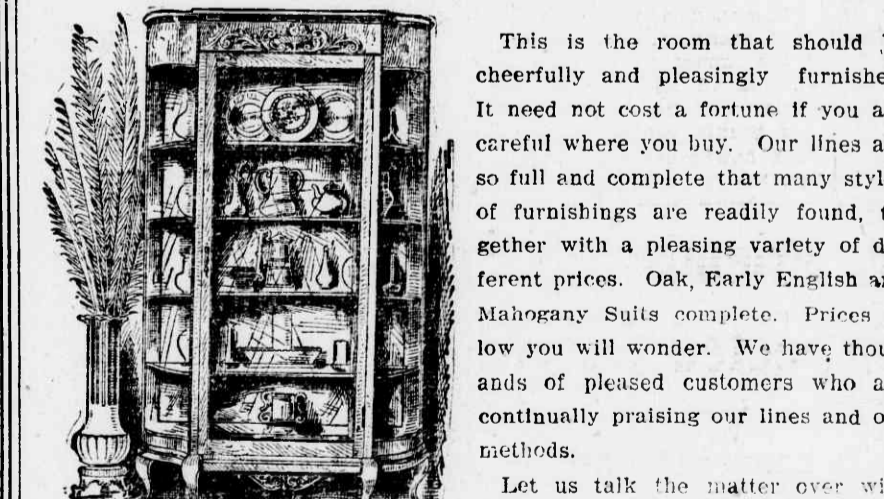 This is the room that should
cheerfully and pleasingly furnishe
It need not cost a fortune if you a
careful where you buy. Our lines a
so full and complete that many styl
of furnishings are readily found, t
gether with a pleasing variety of d
ferent prices. Oak, Early English a
Mahogany Suits complete. Prices
low you will wonder. We have thou
ands of pleased customers who a
continually praising our lines and o
methods.
Let us talk the matter over wi